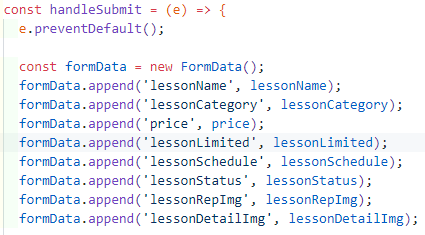 const handleSubmit = (e) => {
e.preventDefault();
const formData = new FormData();
formData.append('lessonName', lessonName);
formData.append('lessonCategory', lessonCategory);
formData.append('price', price);
formData.append('lessonLimited', lessonLimited);
formData.append('lessonSchedule', lessonSchedule);
formData.append('lessonStatus', lessonStatus);
formData.append('lessonRepImg', lessonRepImg);
formData.append('lessonDetailImg', lessonDetailImg);